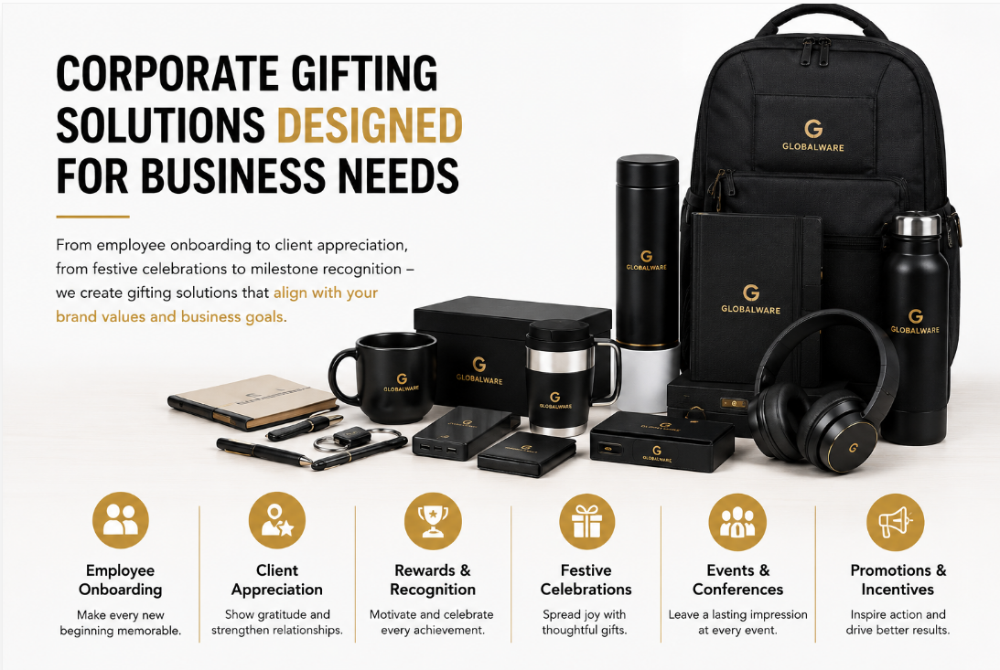 CORPORATE GIFTING
SOLUTIONS DESIGNED
FOR BUSINESS NEEDS
From employee onboarding to client appreciation,
from festive celebrations to milestone recognition –
we create gifting solutions that align with your
brand values and business goals.
G
GLOBALWARE
G
GLOBALWARE
G
GLOBALWARE
G
GLOBALWARE
G
GLOBALWARE
G
GLOBALWARE
G
GLOBALWARE
G
GLOBALWARE
G
Employee
Onboarding
Make every new
beginning memorable.
Client
Appreciation
Show gratitude and
strengthen relationships.
Rewards &
Recognition
Motivate and celebrate
every achievement.
Festive
Celebrations
Spread joy with
thoughtful gifts.
Events &
Conferences
Leave a lasting impression
at every event.
Promotions &
Incentives
Inspire action and
drive better results.